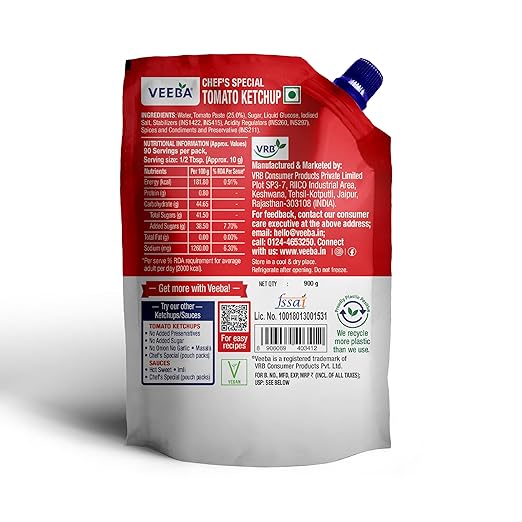 VEEBA
CHEF'S SPECIAL
TOMATO KETCHUP
INGREDIENTS: Water, Tomato Paste (25.0%), Sugar, Liquid Glucose, Iodised
Salt, Stabilizers (INS1422, INS415), Acidity Regulators (INS260, INS297),
Spices and Condiments and Preservative (INS211).
NUTRITIONAL INFORMATION (Approx. Values)
90 Servings per pack,
Serving size: 1/2 Tbsp. (Approx. 10 g)
Nutrients Per 100 g % RDA Per Serve*
Energy (kcal) 181.80 0.91%
Protein (g) 0.80 -
Carbohydrate (g) 44.65 -
Total Sugars (g) 41.50 -
Added Sugars (g) 38.50 7.70%
Total Fat (g) 0.00 0.00%
Sodium (mg) 1260.00 6.30%
*Per serve % RDA requirement for average
adult per day (2000 kcal).
VRB
Manufactured & Marketed by:
VRB Consumer Products Private Limited
Plot SP3-7, RIICO Industrial Area,
Keshwana, Tehsil-Kotputli, Jaipur,
Rajasthan-303108 (INDIA).
For feedback, contact our consumer
care executive at the above address;
email: hello@veeba.in;
call: 0124-4653250. Connect
with us: www.veeba.in
Store in a cool & dry place.
Refrigerate after opening. Do not freeze.
NET QTY : 900 g
Get more with Veeba!
Try our other
Ketchups/Sauces
TOMATO KETCHUPS
• No Added Preservatives
• No Added Sugar
• No Onion No Garlic • Masala
• Chef's Special (pouch packs)
SAUCES
• Hot Sweet • Imli
• Chef's Special (pouch packs)
For easy
recipes
V
VEGAN
fssai
Lic. No. 10018013001531
8 906069 403412
We recycle
more plastic
than we use.
*Veeba is a registered trademark of
VRB Consumer Products Pvt. Ltd.
FOR B. NO., MFD, EXP, MRP ₹ (INCL. OF ALL TAXES);
USP: SEE BELOW